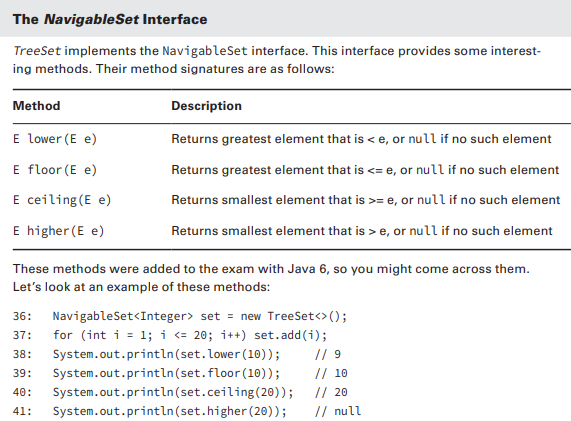 The NavigableSet Interface
TreeSet implements the NavigableSet interface. This interface provides some interest-
ing methods. Their method signatures are as follows:
Method Description
E lower(E e) Returns greatest element that is < e, or null if no such element
E floor(E e) Returns greatest element that is <= e, or null if no such element
E ceiling(E e) Returns smallest element that is >= e, or null if no such element
E higher(E e) Returns smallest element that is > e, or null if no such element
These methods were added to the exam with Java 6, so you might come across them.
Let’s look at an example of these methods:
36: NavigableSet<Integer> set = new TreeSet<>();
37: for (int i = 1; i <= 20; i++) set.add(i);
38: System.out.println(set.lower(10)); // 9
39: System.out.println(set.floor(10)); // 10
40: System.out.println(set.ceiling(20)); // 20
41: System.out.println(set.higher(20)); // null